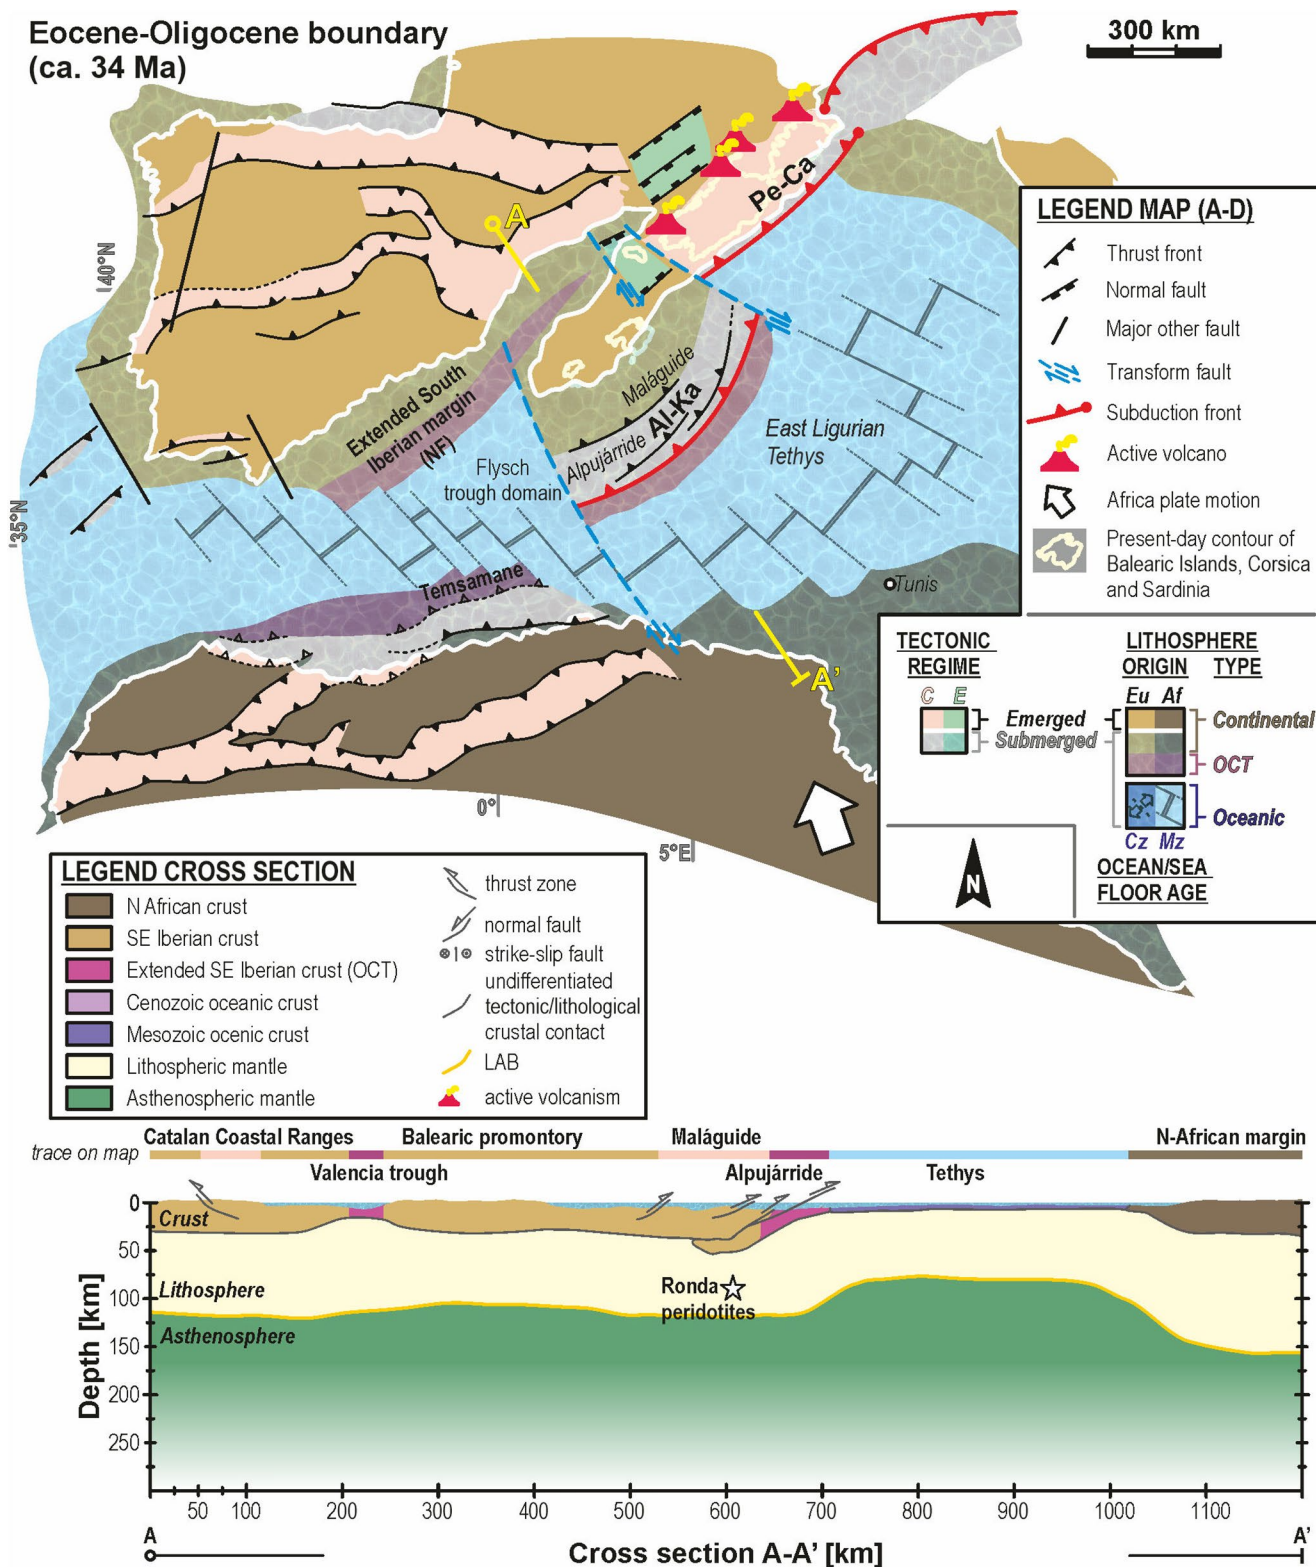 Eocene-Oligocene boundary
(ca. 34 Ma)
300 km
A
Pe-Ca
40°N
35°N
Maláguide
Al-Ka
Alpujárride
Extended South
Iberian margin
(NF)
Flysch
trough domain
East Ligurian
Tethys
Temsamane
Tunis
A'
0°
5°E
LEGEND MAP (A-D)
Thrust front
Normal fault
Major other fault
Transform fault
Subduction front
Active volcano
Africa plate motion
Present-day contour of
Balearic Islands, Corsica
and Sardinia
TECTONIC
REGIME
C E
Emerged
Submerged
LITHOSPHERE
ORIGIN TYPE
Eu Af
Continental
OCT
Oceanic
Cz Mz
OCEAN/SEA
FLOOR AGE
N
LEGEND CROSS SECTION
N African crust
SE Iberian crust
Extended SE Iberian crust (OCT)
Cenozoic oceanic crust
Mesozoic ocenic crust
Lithospheric mantle
Asthenospheric mantle
thrust zone
normal fault
strike-slip fault
undifferentiated
tectonic/lithological
crustal contact
LAB
active volcanism
Catalan Coastal Ranges Balearic promontory Maláguide N-African margin
trace on map
Valencia trough Alpujárride Tethys
0
50
100
150
200
250
Depth [km]
Crust
Lithosphere
Asthenosphere
Ronda
peridotites
50 100 200 300 400 500 600 700 800 900 1000 1100
A A'
Cross section A-A' [km]